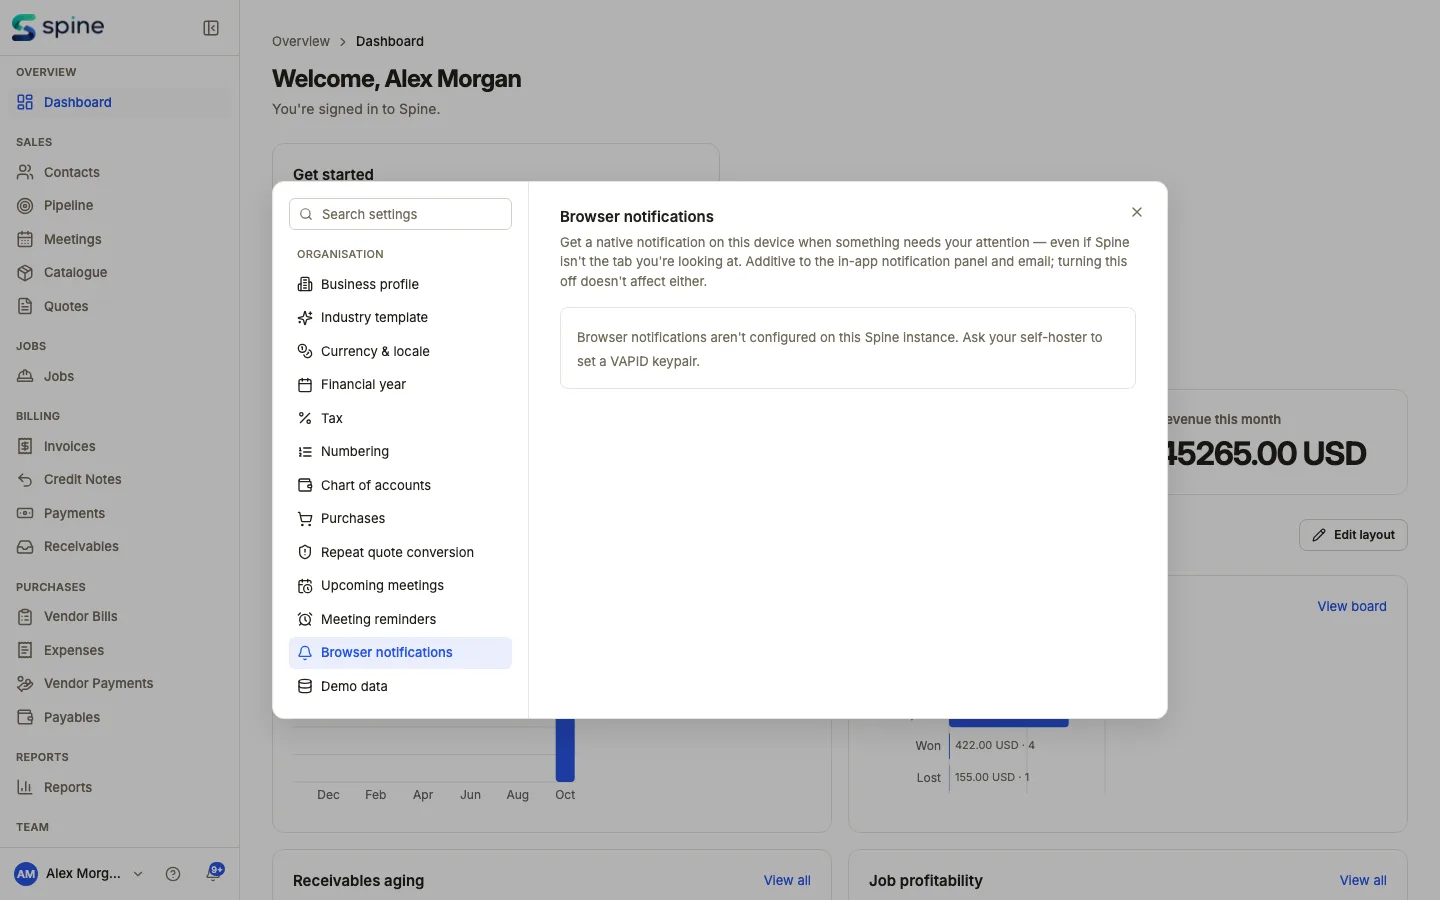 spine
OVERVIEW
Dashboard
SALES
Contacts
Pipeline
Meetings
Catalogue
Quotes
JOBS
Jobs
BILLING
Invoices
Credit Notes
Payments
Receivables
PURCHASES
Vendor Bills
Expenses
Vendor Payments
Payables
REPORTS
Reports
TEAM
AM Alex Morg...
9+
Overview > Dashboard
Welcome, Alex Morgan
You're signed in to Spine.
Get started
Search settings
ORGANISATION
Business profile
Industry template
Currency & locale
Financial year
Tax
Numbering
Chart of accounts
Purchases
Repeat quote conversion
Upcoming meetings
Meeting reminders
Browser notifications
Demo data
Browser notifications
Get a native notification on this device when something needs your attention — even if Spine
isn't the tab you're looking at. Additive to the in-app notification panel and email; turning this
off doesn't affect either.
Browser notifications aren't configured on this Spine instance. Ask your self-hoster to
set a VAPID keypair.
evenue this month
45265.00 USD
Edit layout
View board
Dec Feb Apr Jun Aug Oct
Won 422.00 USD · 4
Lost 155.00 USD · 1
Receivables aging
View all
Job profitability
View all